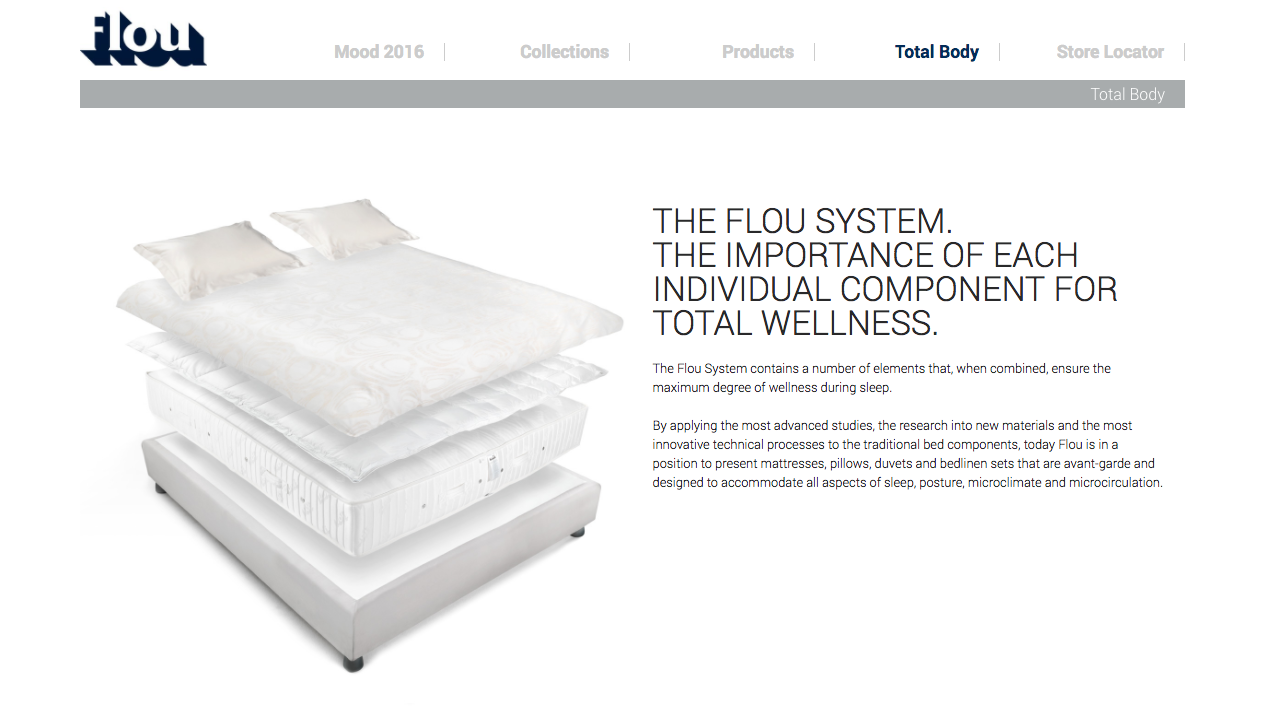 flou
Mood 2016
Collections
Products
Total Body
Store Locator
Total Body
THE FLOU SYSTEM.
THE IMPORTANCE OF EACH
INDIVIDUAL COMPONENT FOR
TOTAL WELLNESS.
The Flou System contains a number of elements that, when combined, ensure the
maximum degree of wellness during sleep.
By applying the most advanced studies, the research into new materials and the most
innovative technical processes to the traditional bed components, today Flou is in a
position to present mattresses, pillows, duvets and bedlinen sets that are avant-garde and
designed to accommodate all aspects of sleep, posture, microclimate and microcirculation.